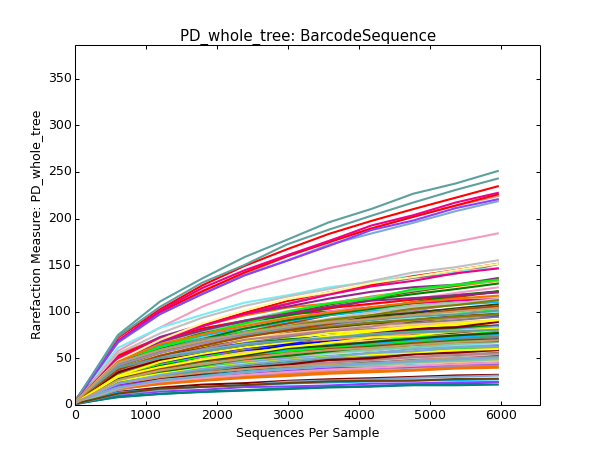 PD_whole_tree: BarcodeSequence
Rarefaction Measure: PD_whole_tree
350
300
250
200
150
100
50
0
0 1000 2000 3000 4000 5000 6000
Sequences Per Sample